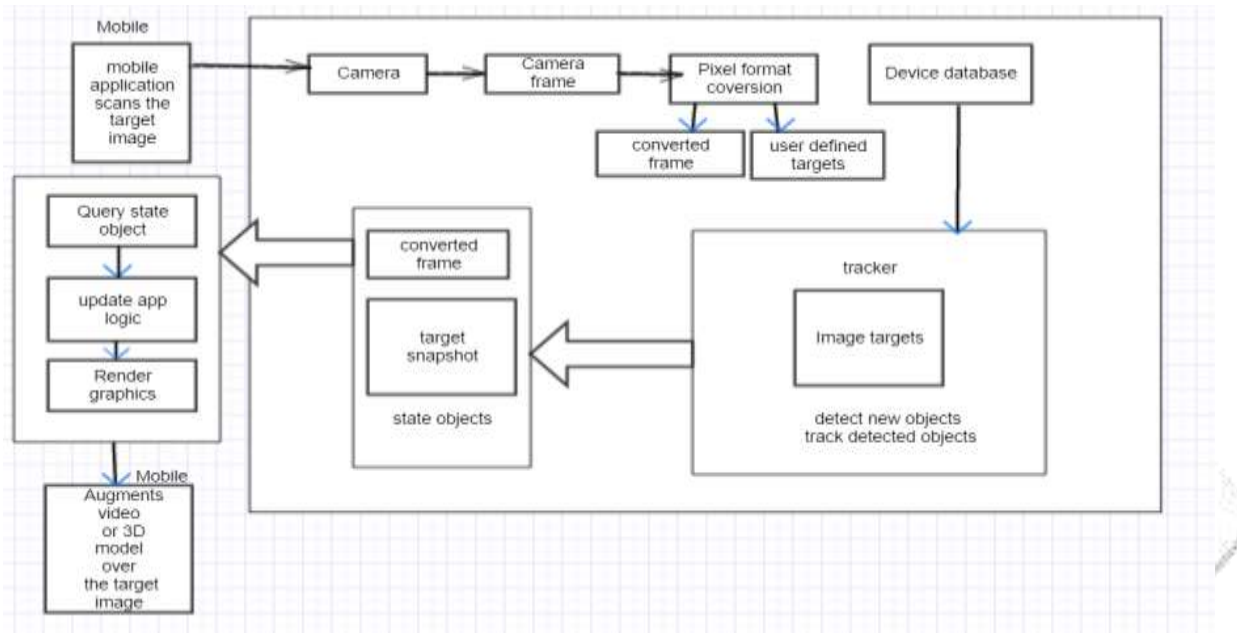 Mobile
mobile
application
scans the
target
image
Camera
Camera
frame
Pixel format
coversion
Device database
converted
frame
user defined
targets
Query state
object
update app
logic
Render
graphics
converted
frame
target
snapshot
state objects
tracker
Image targets
detect new objects
track detected objects
Mobile
Augments
video
or 3D
model
over
the target
image